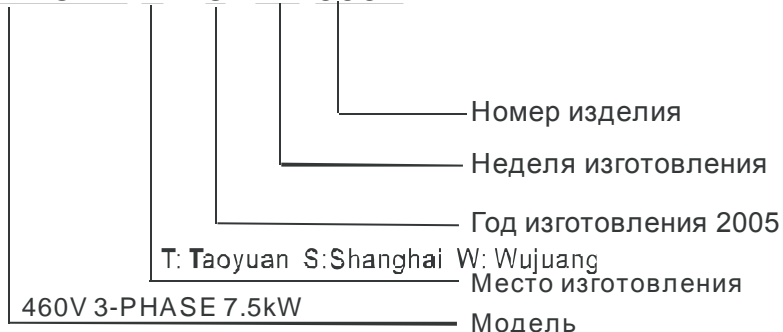 Номер изделия
Неделя изготовления
Год изготовления 2005
T: Taoyuan S:Shanghai W: Wujuang
Место изготовления
460V 3-PHASE 7.5kW
Модель